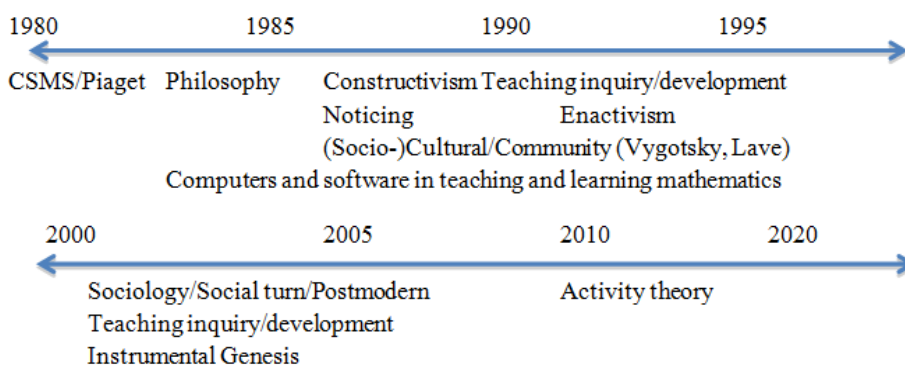 1980 1985 1990 1995
CSMS/Piaget Philosophy Constructivism Teaching inquiry/development
Noticing Enactivism
(Socio-)Cultural/Community (Vygotsky, Lave)
Computers and software in teaching and learning mathematics
2000 2005 2010 2020
Sociology/Social turn/Postmodern Activity theory
Teaching inquiry/development
Instrumental Genesis